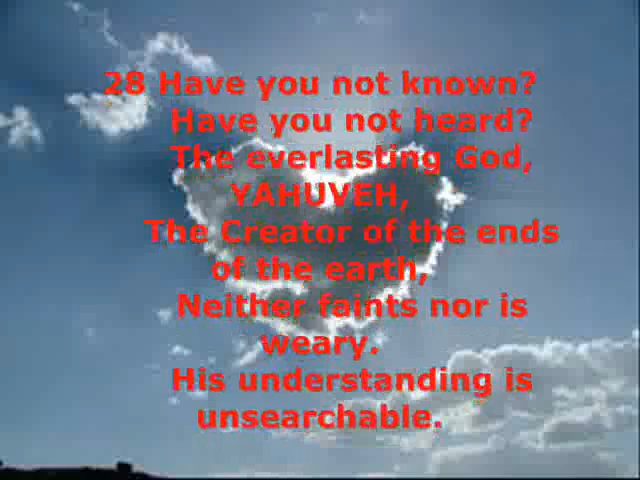 28 Have you not known?
Have you not heard?
The everlasting God,
YAHUVEH,
The Creator of the ends
of the earth,
Neither faints nor is
weary.
His understanding is
unsearchable.